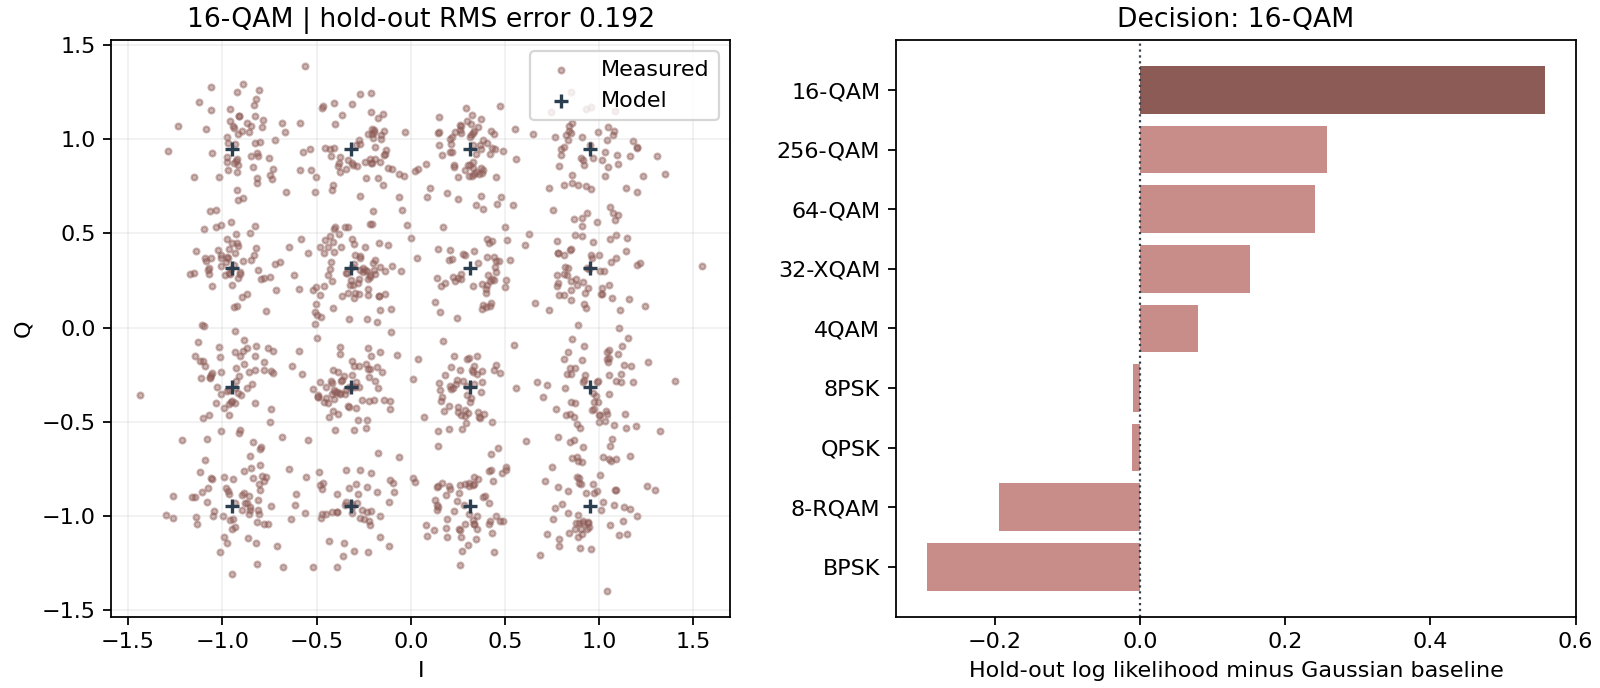 16-QAM | hold-out RMS error 0.192
Measured
Model
1.5
1.0
0.5
0.0
−0.5
−1.0
−1.5
Q
−1.5
−1.0
−0.5
0.0
0.5
1.0
1.5
I
Decision: 16-QAM
16-QAM
256-QAM
64-QAM
32-XQAM
4QAM
8PSK
QPSK
8-RQAM
BPSK
−0.2
0.0
0.2
0.4
0.6
Hold-out log likelihood minus Gaussian baseline